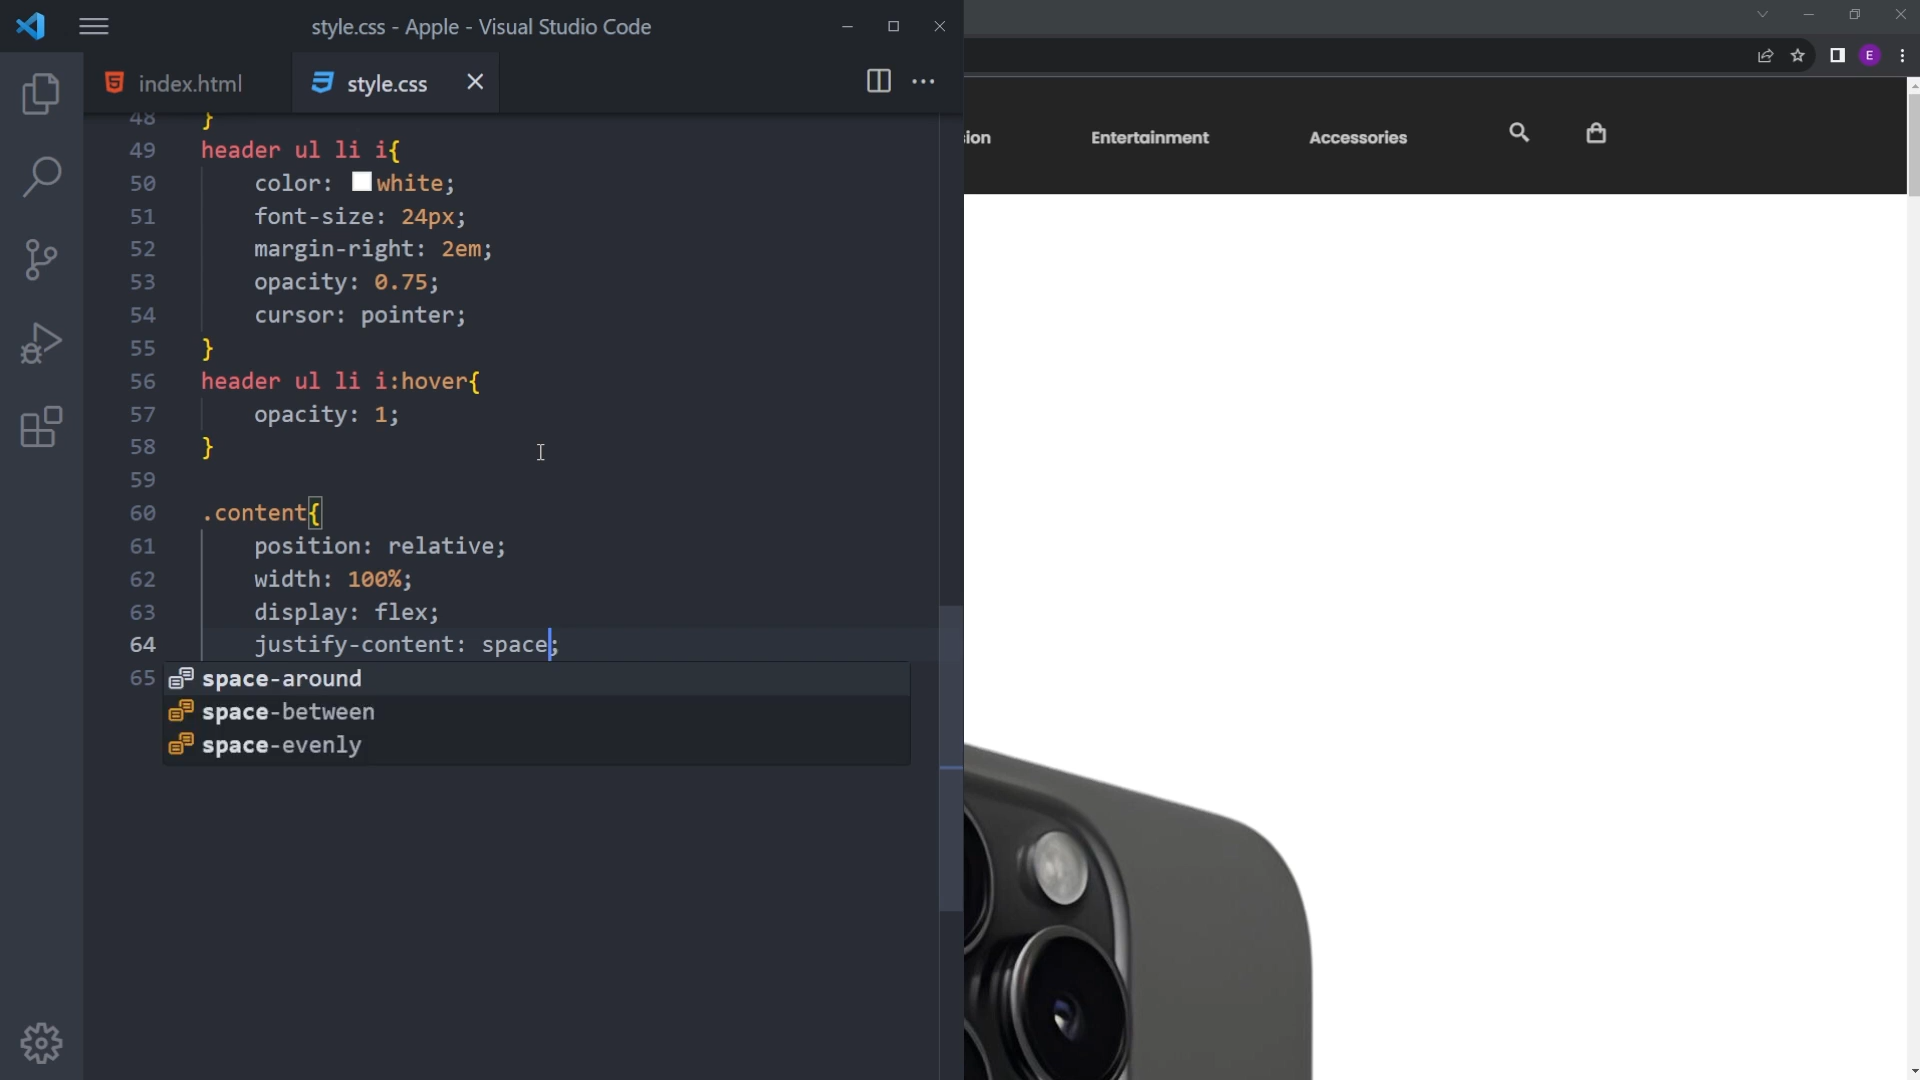 style.css - Apple - Visual Studio Code
index.html
style.css
48 }
49 header ul li i{
50 color: white;
51 font-size: 24px;
52 margin-right: 2em;
53 opacity: 0.75;
54 cursor: pointer;
55 }
56 header ul li i:hover{
57 opacity: 1;
58 }
59
60 .content{
61 position: relative;
62 width: 100%;
63 display: flex;
64 justify-content: space;
65
space-around
space-between
space-evenly
E
ion
Entertainment
Accessories